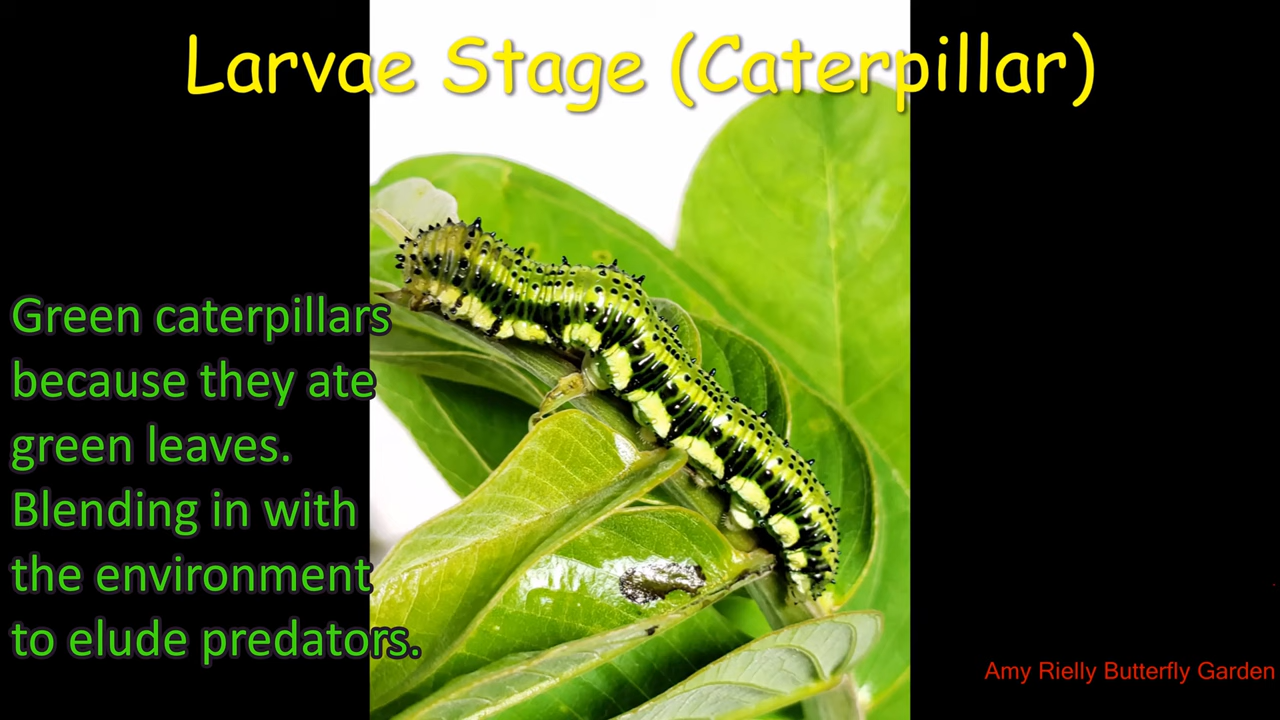 Larvae Stage (Caterpillar)
Green caterpillars
because they ate
green leaves.
Blending in with
the environment
to elude predators.
Amy Rielly Butterfly Garden